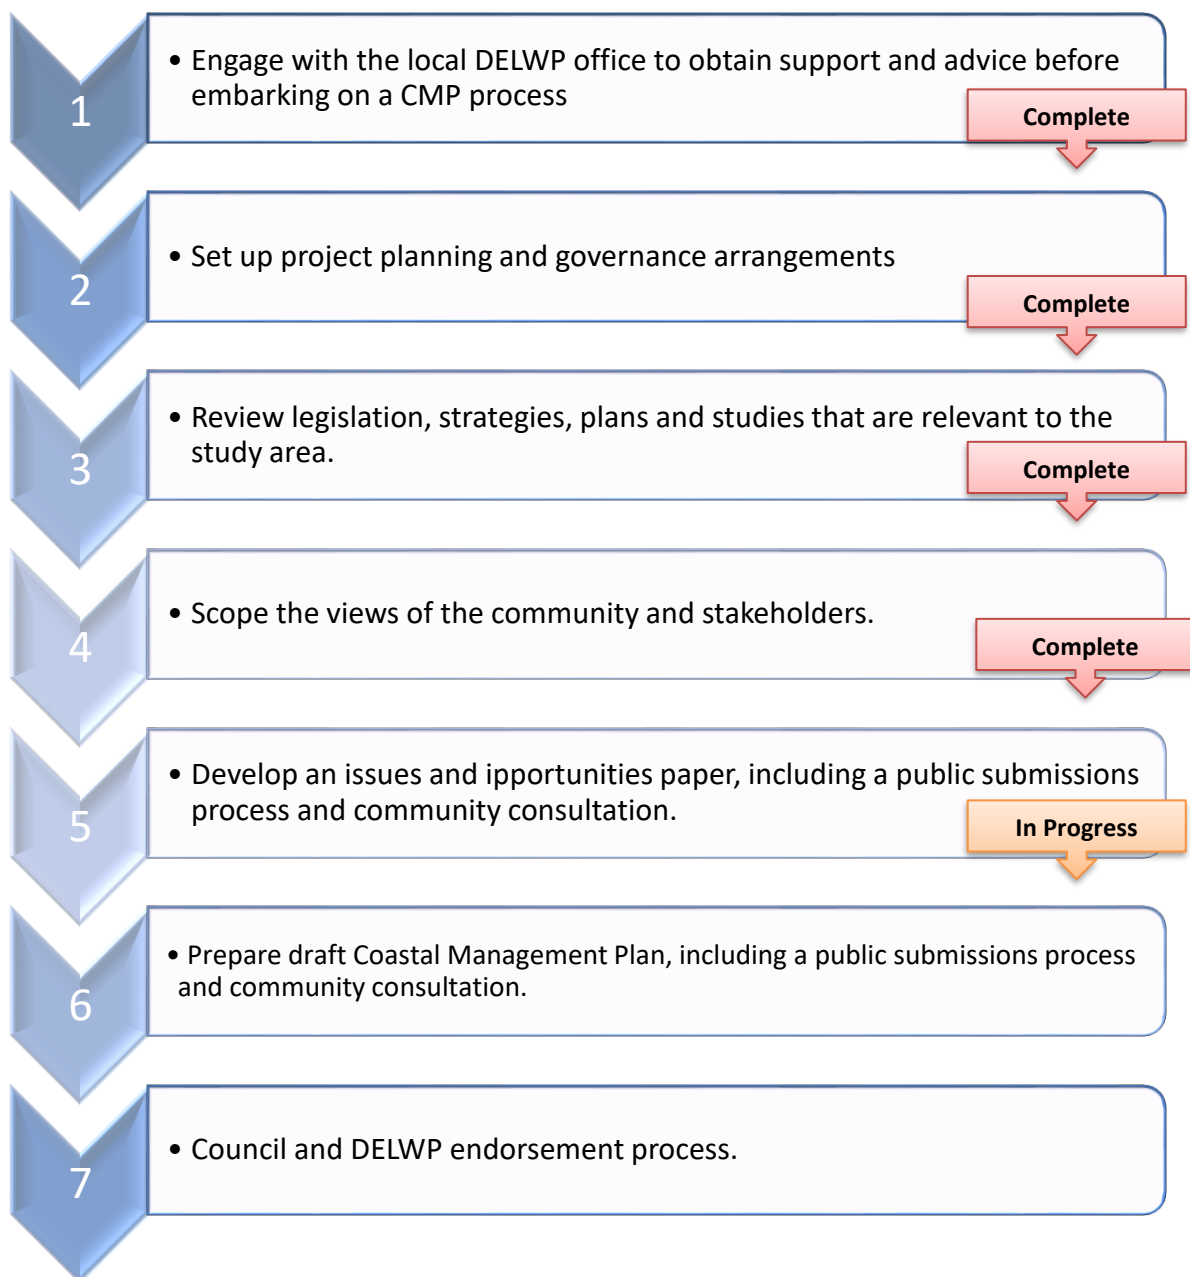 1
• Engage with the local DELWP office to obtain support and advice before
embarking on a CMP process
Complete
2
• Set up project planning and governance arrangements
Complete
3
• Review legislation, strategies, plans and studies that are relevant to the
study area.
Complete
4
• Scope the views of the community and stakeholders.
Complete
5
• Develop an issues and ipportunities paper, including a public submissions
process and community consultation.
In Progress
6
• Prepare draft Coastal Management Plan, including a public submissions process
and community consultation.
7
• Council and DELWP endorsement process.